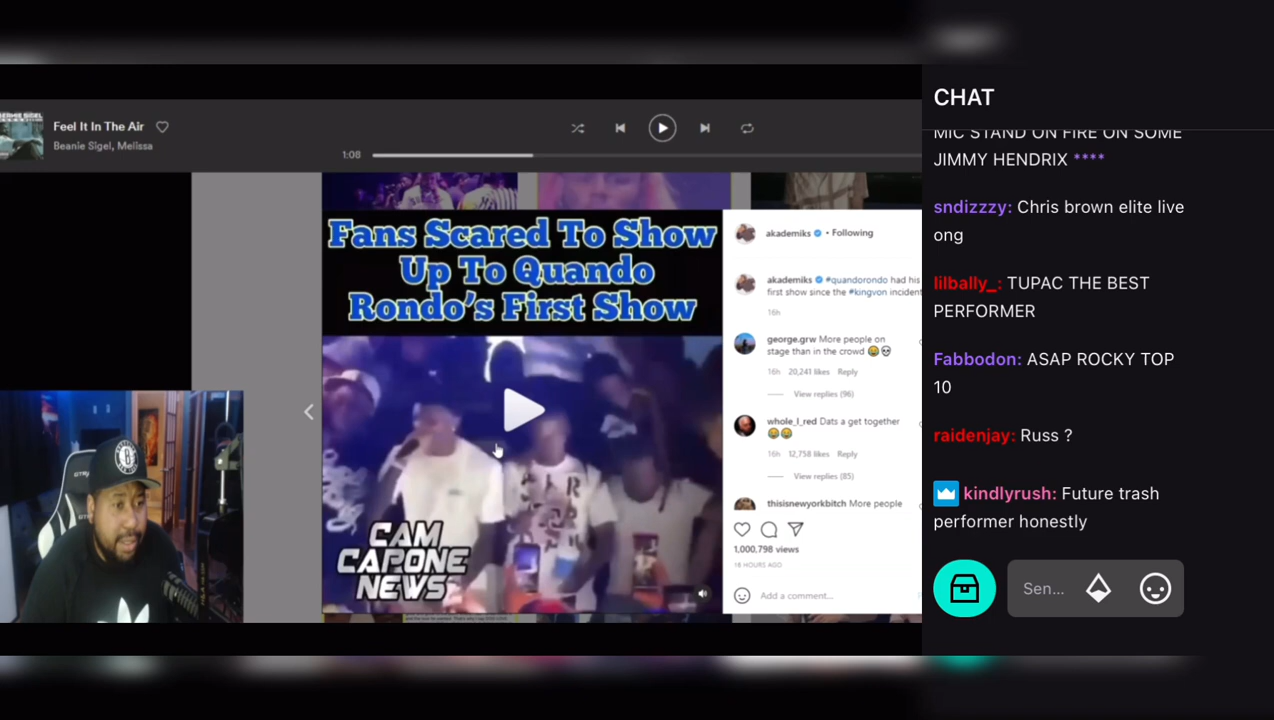 CHAT
Feel It In The Air
Beanie Sigel, Melissa
1:08
MIC STAND ON FIRE ON SOME
JIMMY HENDRIX ****
sndizzzy: Chris brown elite live
ong
lilbally_: TUPAC THE BEST
PERFORMER
Fabbodon: ASAP ROCKY TOP
10
raidenjay: Russ ?
kindlyrush: Future trash
performer honestly
Sen...
Fans Scared To Show
Up To Quando
Rondo's First Show
CAM
CAPONE
NEWS
akademiks • Following
akademiks #quandorondo had his
first show since the #kingvon inciden
16h
george.grw More people on
stage than in the crowd 😂💀
16h 20,241 likes Reply
View replies (96)
whole_l_red Dats a get together
😂😂
16h 12,758 likes Reply
View replies (85)
thisisnewyorkbitch More people
1,000,798 views
16 HOURS AGO
Add a comment...